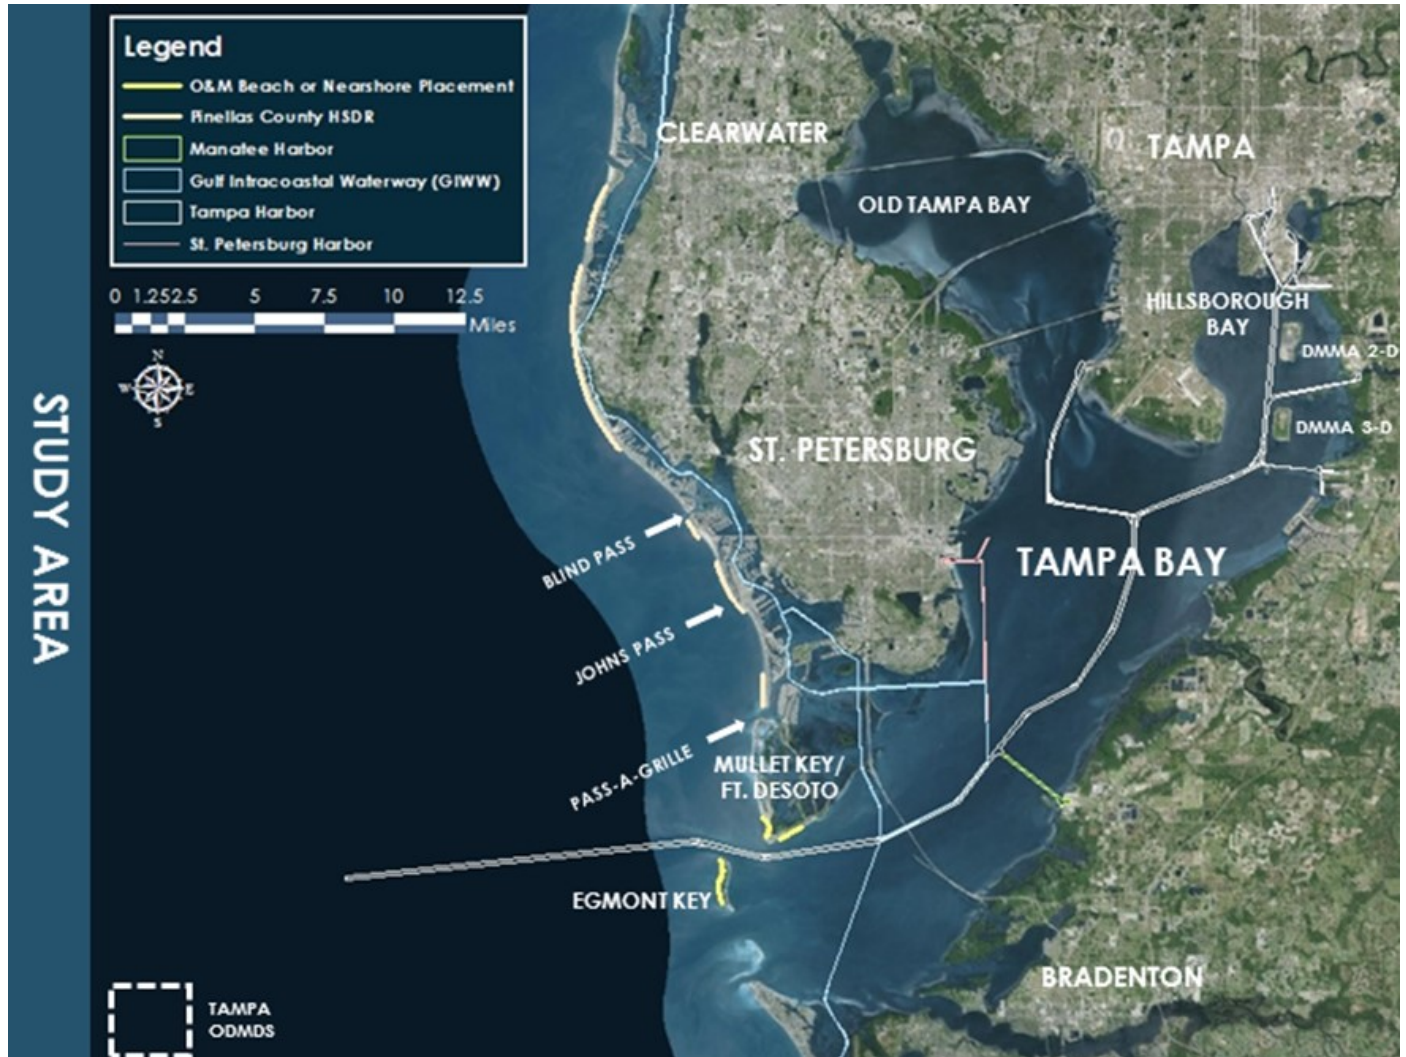 Legend
O&M Beach or Nearshore Placement
Pinellas County HSDR
Manatee Harbor
Gulf Intracoastal Waterway (GIWW)
Tampa Harbor
St. Petersburg Harbor
0 1.25 2.5 5 7.5 10 12.5
Miles
N
W E
S
STUDY AREA
CLEARWATER
TAMPA
OLD TAMPA BAY
HILLSBOROUGH
BAY
DMMA 2-D
DMMA 3-D
ST. PETERSBURG
TAMPA BAY
BLIND PASS
JOHNS PASS
PASS-A-GRILLE
MULLET KEY/
FT. DESOTO
EGMONT KEY
BRADENTON
TAMPA
ODMDS